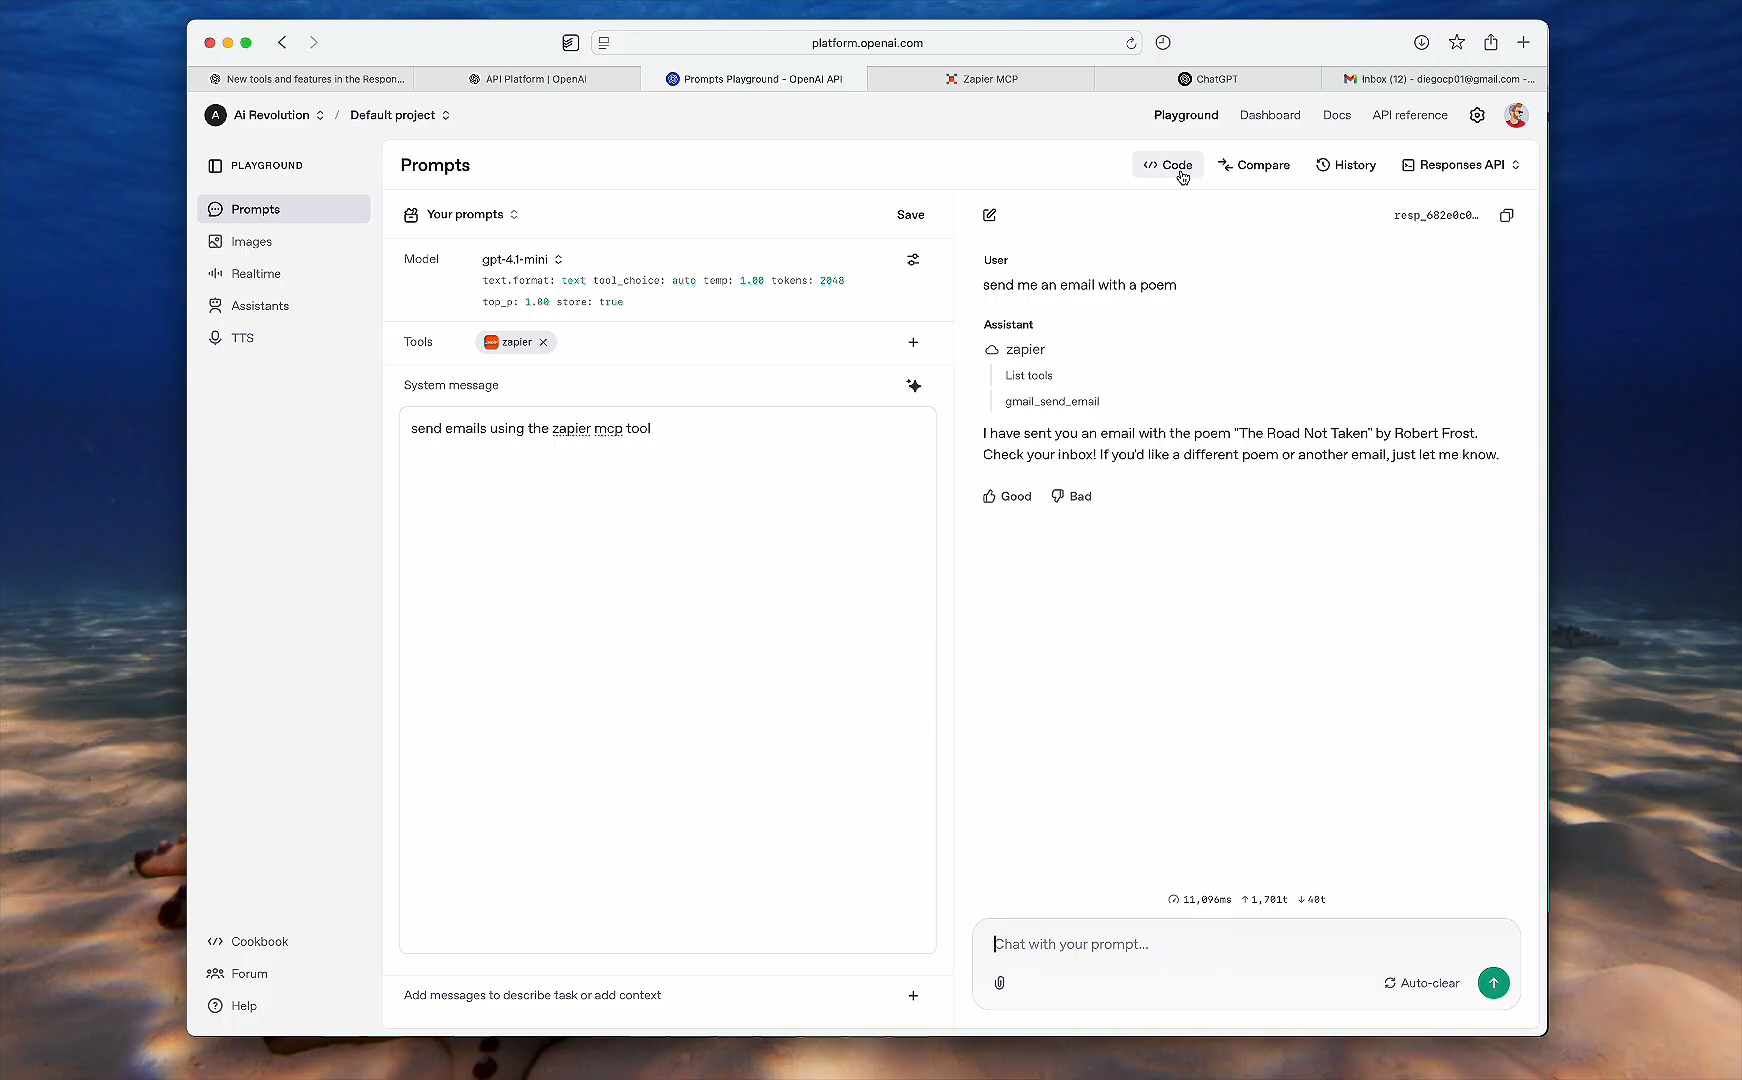 platform.openai.com
New tools and features in the Respon...
API Platform | OpenAI
Prompts Playground - OpenAI API
Zapier MCP
ChatGPT
Inbox (12) - diegocp01@gmail.com -...
A
Ai Revolution
/
Default project
Playground
Dashboard
Docs
API reference
PLAYGROUND
Prompts
Images
Realtime
Assistants
TTS
Cookbook
Forum
Help
Prompts
Code
Compare
History
Responses API
Your prompts
Save
Model
gpt-4.1-mini
text.format: text tool_choice: auto temp: 1.00 tokens: 2048
top_p: 1.00 store: true
Tools
zapier
System message
send emails using the zapier mcp tool
Add messages to describe task or add context
resp_682e0c0…
User
send me an email with a poem
Assistant
zapier
List tools
gmail_send_email
I have sent you an email with the poem "The Road Not Taken" by Robert Frost.
Check your inbox! If you'd like a different poem or another email, just let me know.
Good
Bad
11,096ms ↑1,701t ↓40t
Chat with your prompt...
Auto-clear